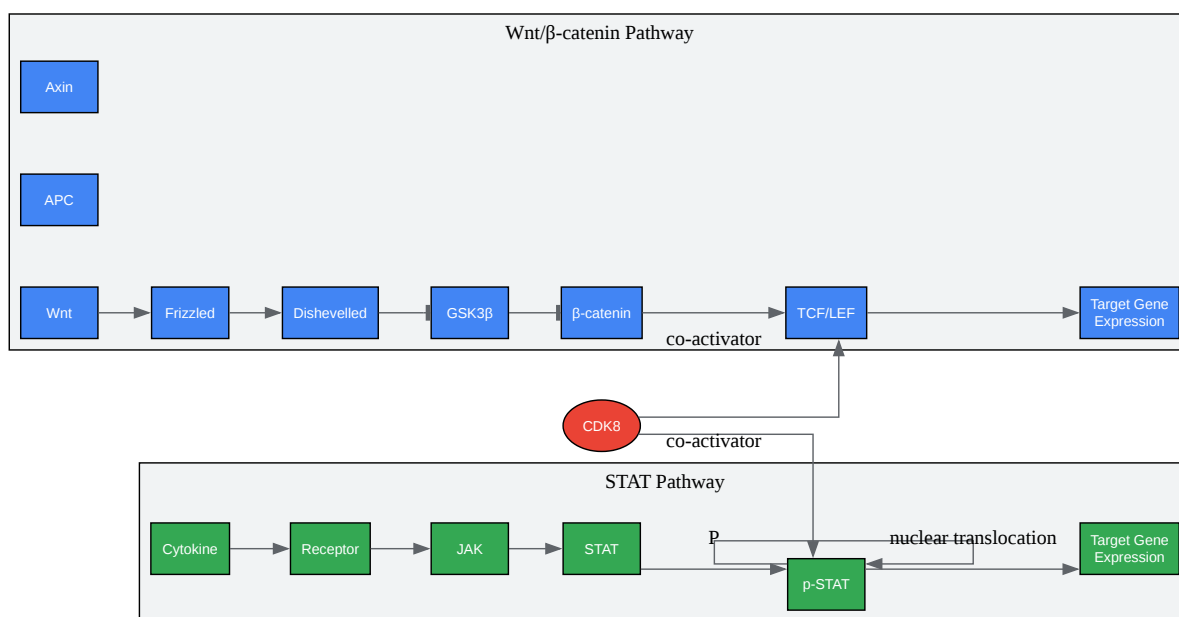 Wnt/β-catenin Pathway
Axin
APC
Wnt
Frizzled
Dishevelled
GSK3β
β-catenin
TCF/LEF
Target Gene
Expression
co-activator
CDK8
co-activator
STAT Pathway
Cytokine
Receptor
JAK
STAT
P
nuclear translocation
p-STAT
Target Gene
Expression